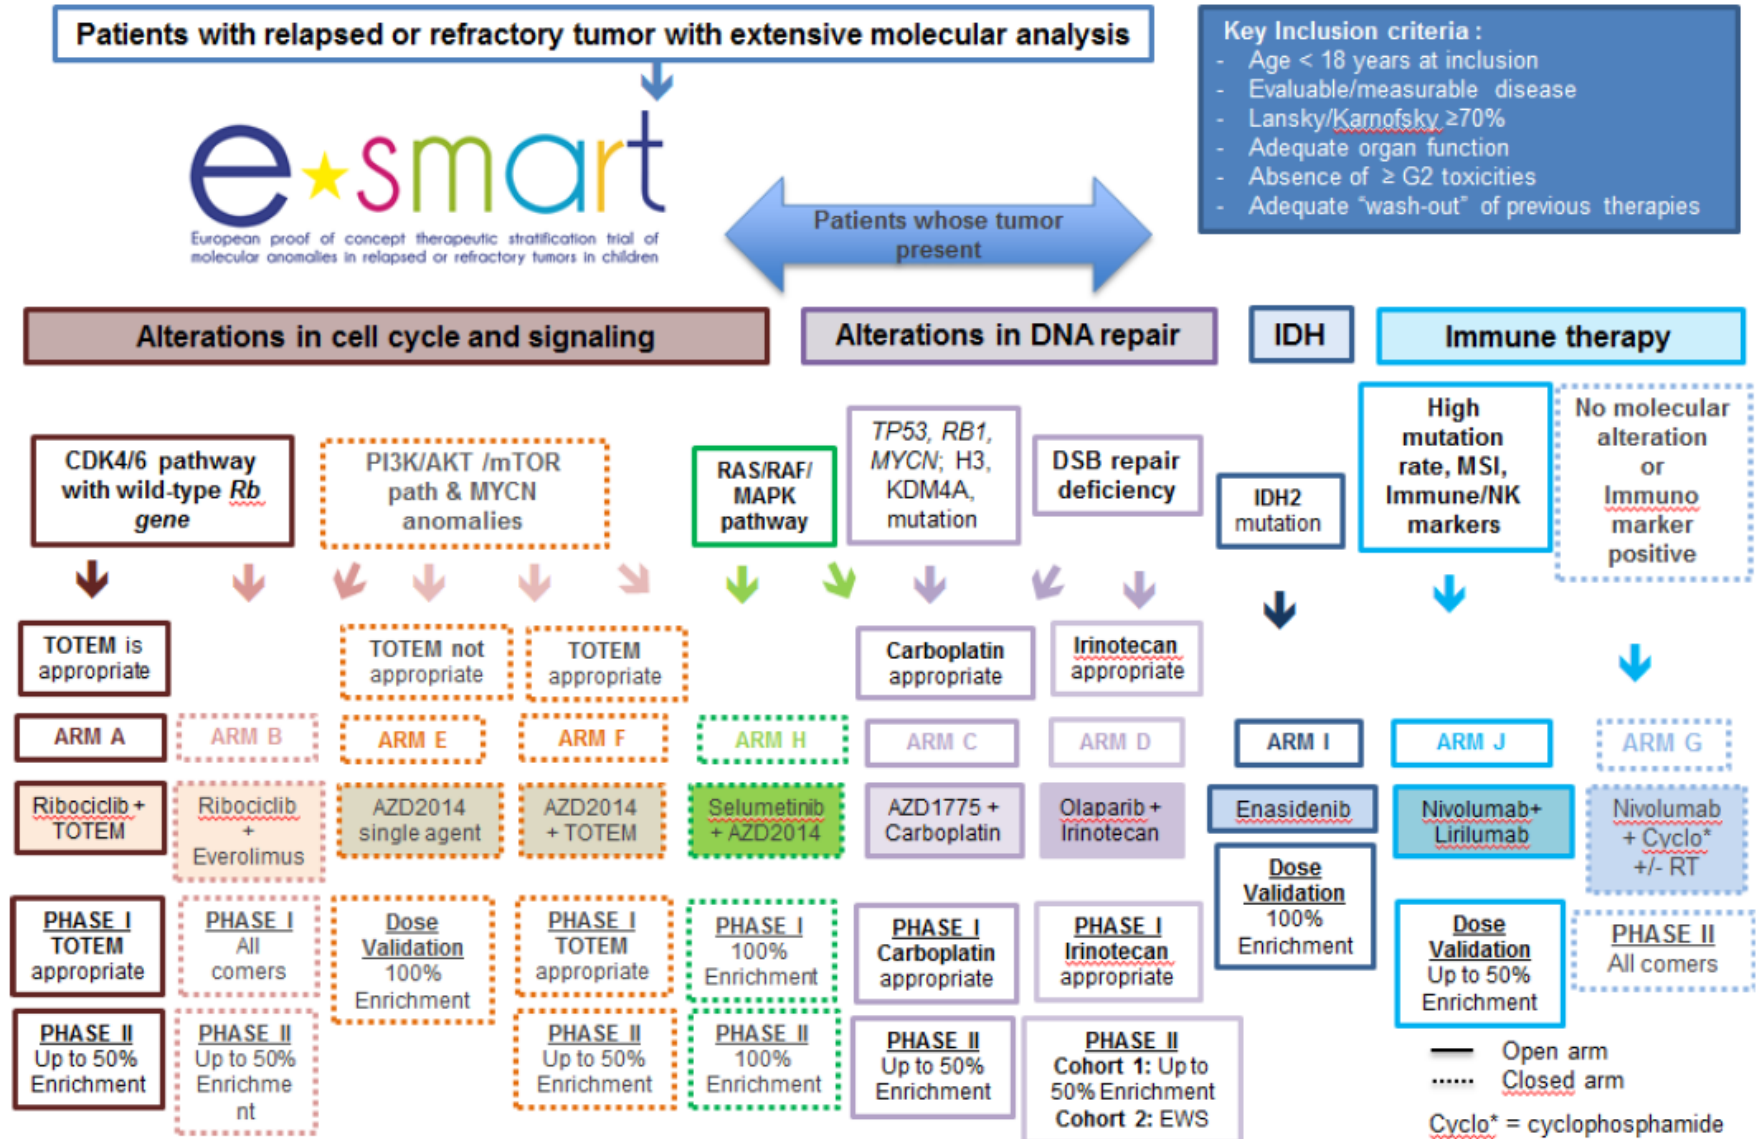 Patients with relapsed or refractory tumor with extensive molecular analysis
Key Inclusion criteria :
- Age < 18 years at inclusion
- Evaluable/measurable disease
- Lansky/Karnofsky ≥70%
- Adequate organ function
- Absence of ≥ G2 toxicities
- Adequate “wash-out” of previous therapies
e smart
European proof of concept therapeutic stratification trial of
molecular anomalies in relapsed or refractory tumors in children
Patients whose tumor
present
Alterations in cell cycle and signaling
Alterations in DNA repair
IDH
Immune therapy
CDK4/6 pathway
with wild-type Rb
gene
PI3K/AKT /mTOR
path & MYCN
anomalies
RAS/RAF/
MAPK
pathway
TP53, RB1,
MYCN; H3,
KDM4A,
mutation
DSB repair
deficiency
IDH2
mutation
High
mutation
rate, MSI,
Immune/NK
markers
No molecular
alteration
or
Immuno
marker
positive
TOTEM is
appropriate
TOTEM not
appropriate
TOTEM
appropriate
Carboplatin
appropriate
Irinotecan
appropriate
ARM A
ARM B
ARM E
ARM F
ARM H
ARM C
ARM D
ARM I
ARM J
ARM G
Ribociclib +
TOTEM
Ribociclib
+
Everolimus
AZD2014
single agent
AZD2014
+ TOTEM
Selumetinib
+ AZD2014
AZD1775 +
Carboplatin
Olaparib +
Irinotecan
Enasidenib
Nivolumab+
Lirilumab
Nivolumab
+ Cyclo*
+/- RT
PHASE I
TOTEM
appropriate
PHASE I
All
comers
Dose
Validation
100%
Enrichment
PHASE I
TOTEM
appropriate
PHASE I
100%
Enrichment
PHASE I
Carboplatin
appropriate
PHASE I
Irinotecan
appropriate
Dose
Validation
100%
Enrichment
Dose
Validation
Up to 50%
Enrichment
PHASE II
All comers
PHASE II
Up to 50%
Enrichment
PHASE II
Up to 50%
Enrichme
nt
PHASE II
Up to 50%
Enrichment
PHASE II
100%
Enrichment
PHASE II
Up to 50%
Enrichment
PHASE II
Cohort 1: Up to
50% Enrichment
Cohort 2: EWS
Open arm
Closed arm
Cyclo* = cyclophosphamide